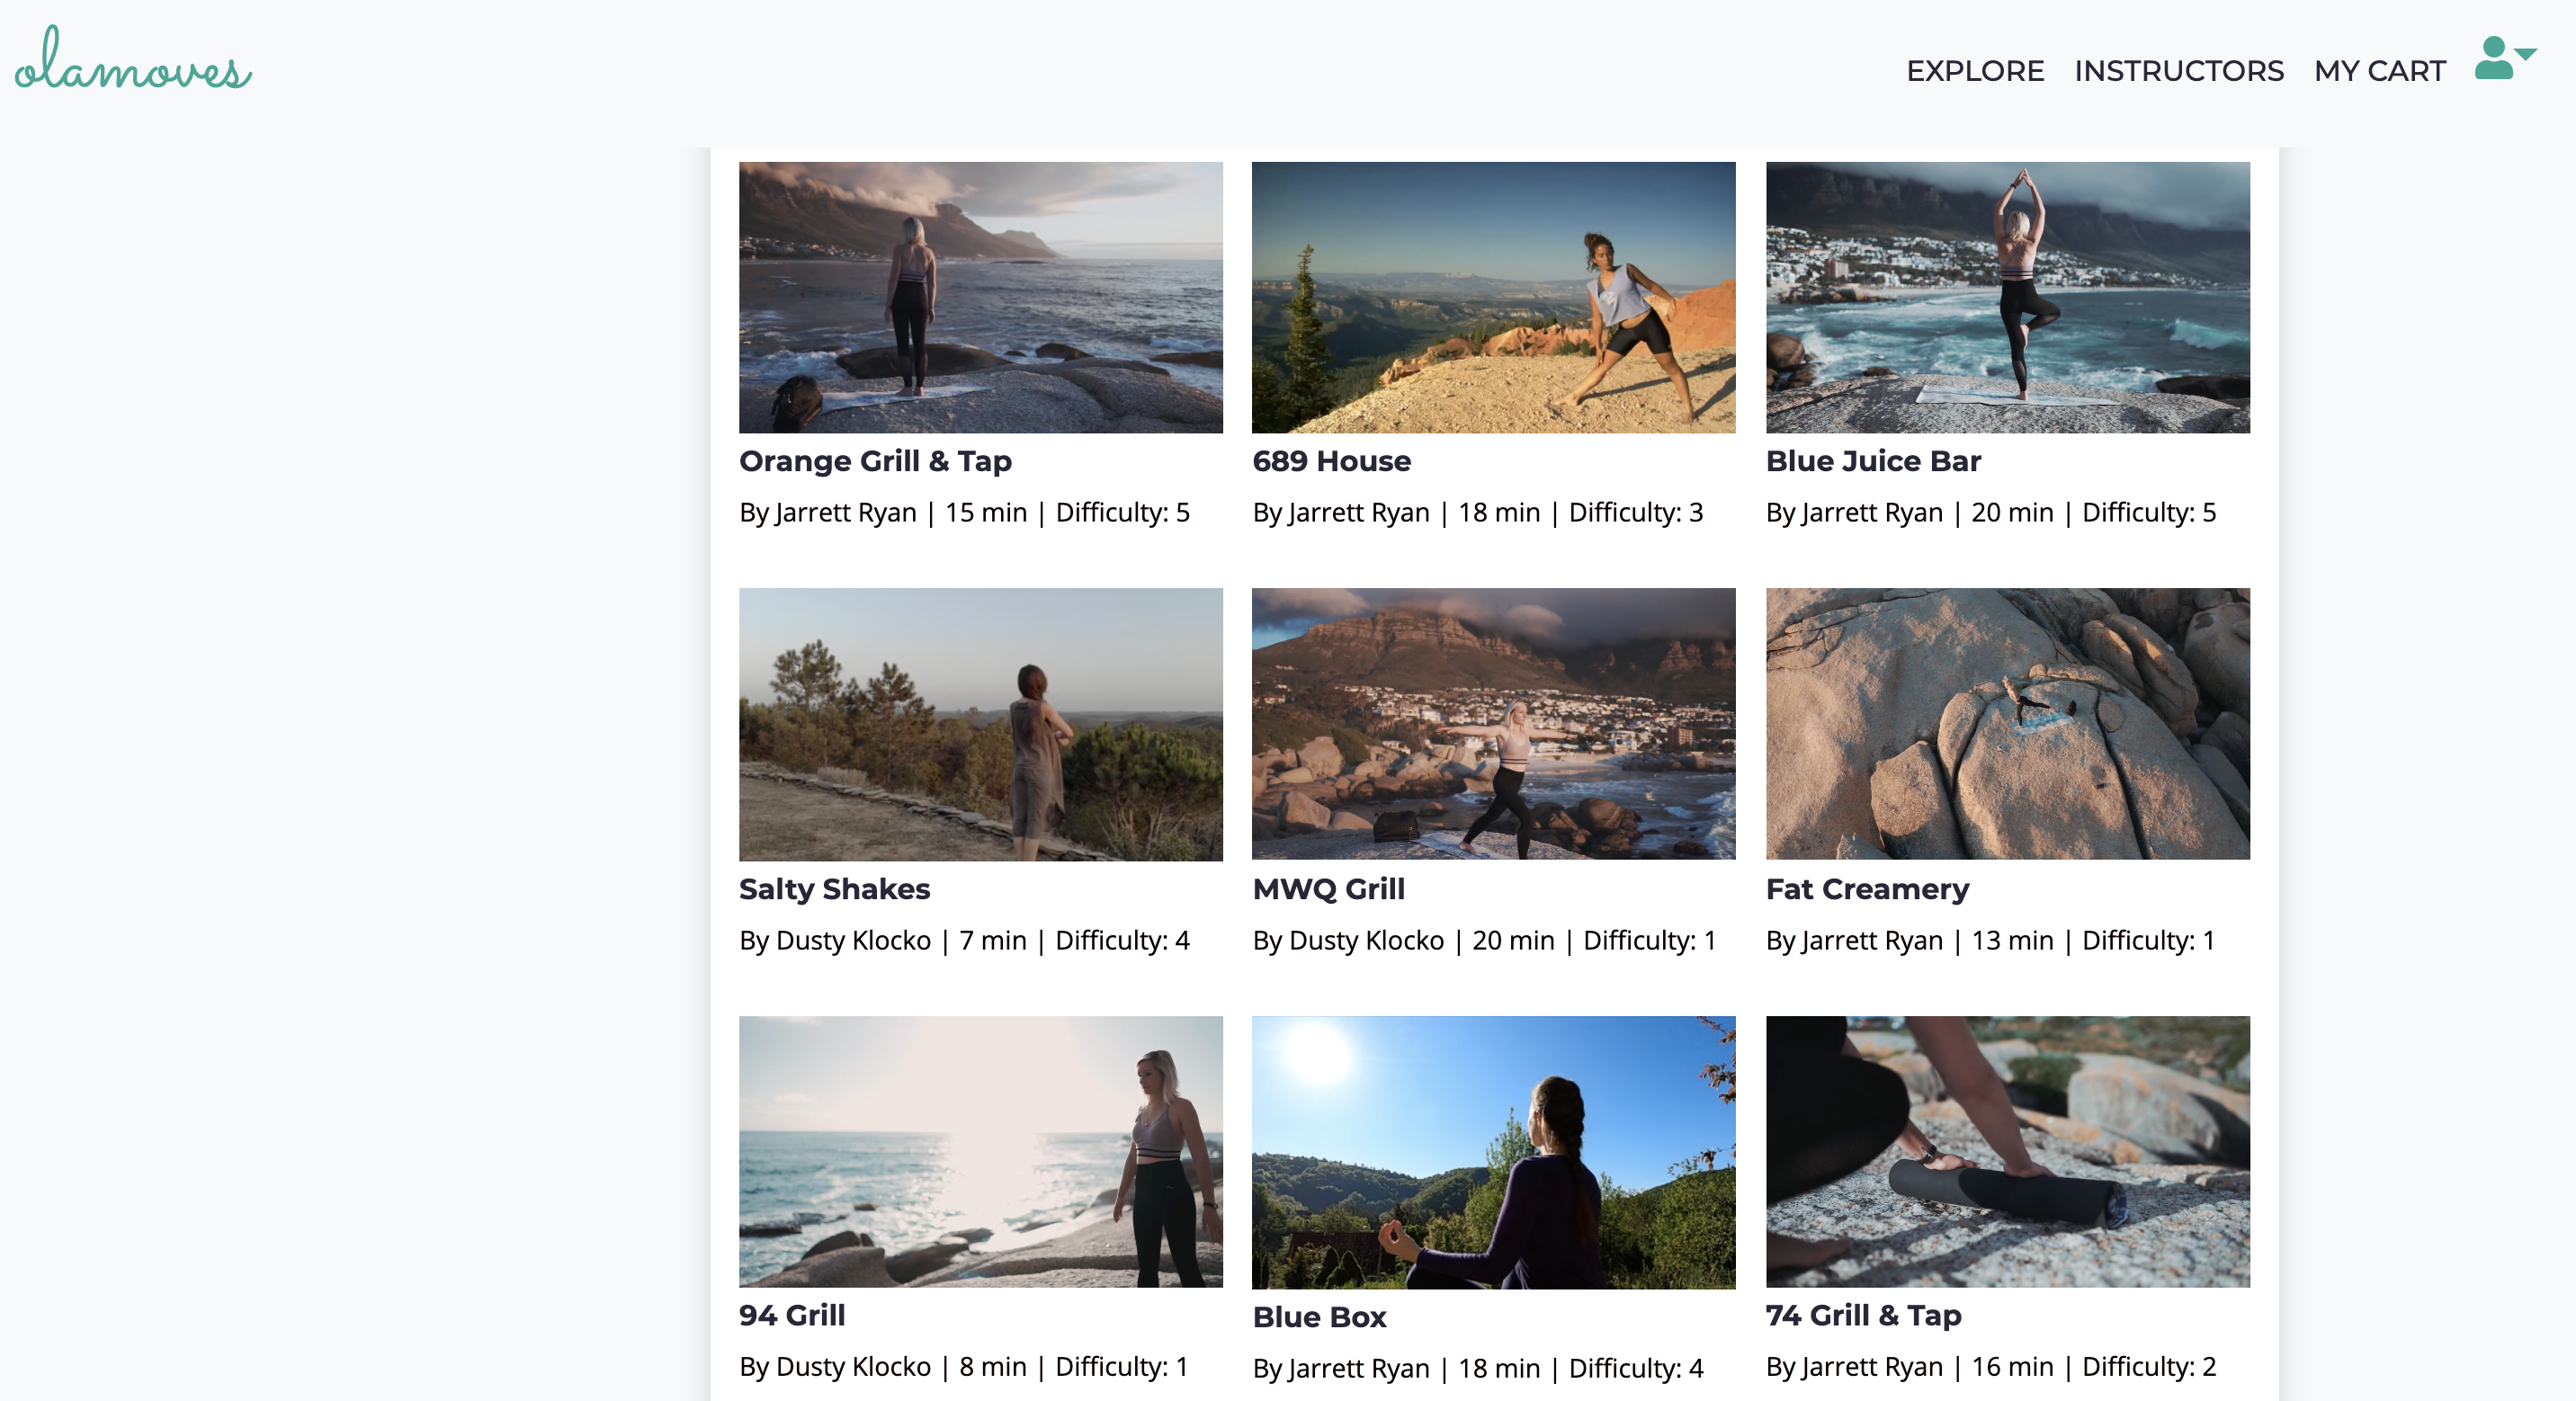 olamoves
EXPLORE INSTRUCTORS MY CART
Orange Grill & Tap
By Jarrett Ryan | 15 min | Difficulty: 5
689 House
By Jarrett Ryan | 18 min | Difficulty: 3
Blue Juice Bar
By Jarrett Ryan | 20 min | Difficulty: 5
Salty Shakes
By Dusty Klocko | 7 min | Difficulty: 4
MWQ Grill
By Dusty Klocko | 20 min | Difficulty: 1
Fat Creamery
By Jarrett Ryan | 13 min | Difficulty: 1
94 Grill
By Dusty Klocko | 8 min | Difficulty: 1
Blue Box
By Jarrett Ryan | 18 min | Difficulty: 4
74 Grill & Tap
By Jarrett Ryan | 16 min | Difficulty: 2